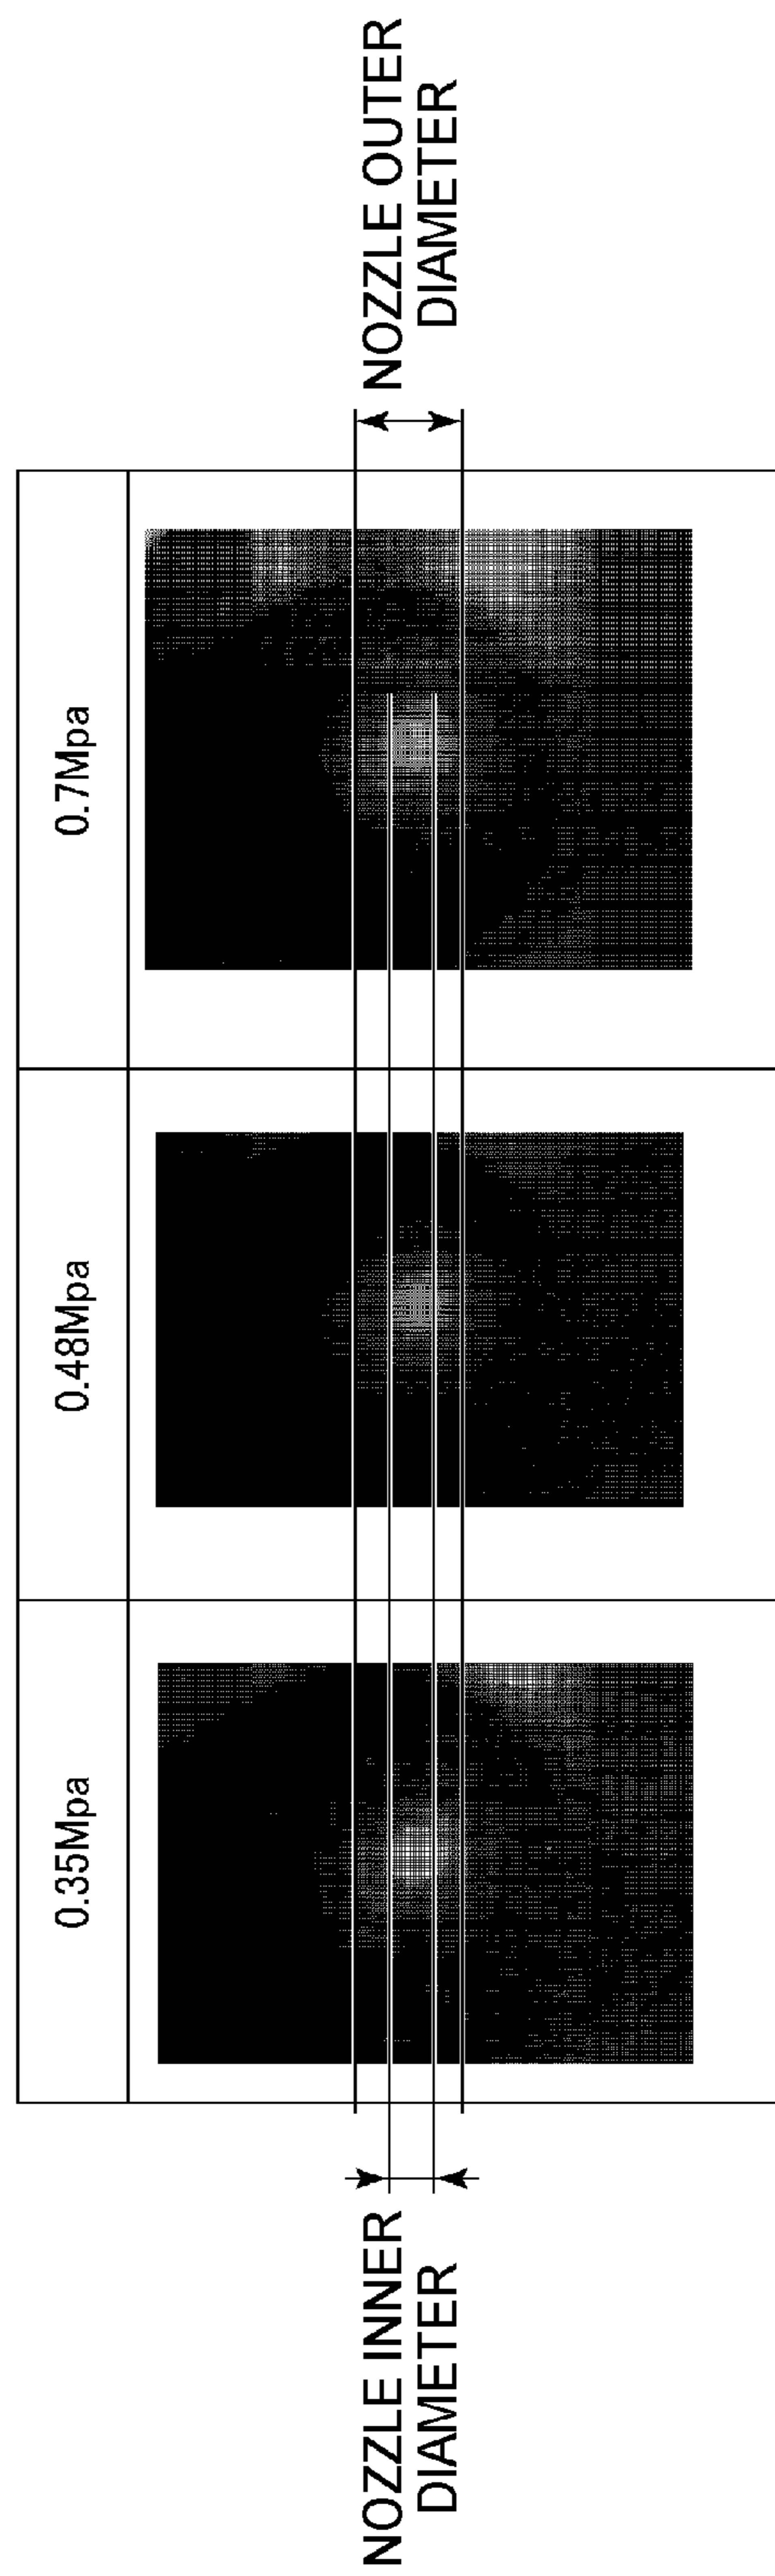 0.35Mpa
0.48Mpa
0.7Mpa
NOZZLE INNER
DIAMETER
NOZZLE OUTER
DIAMETER